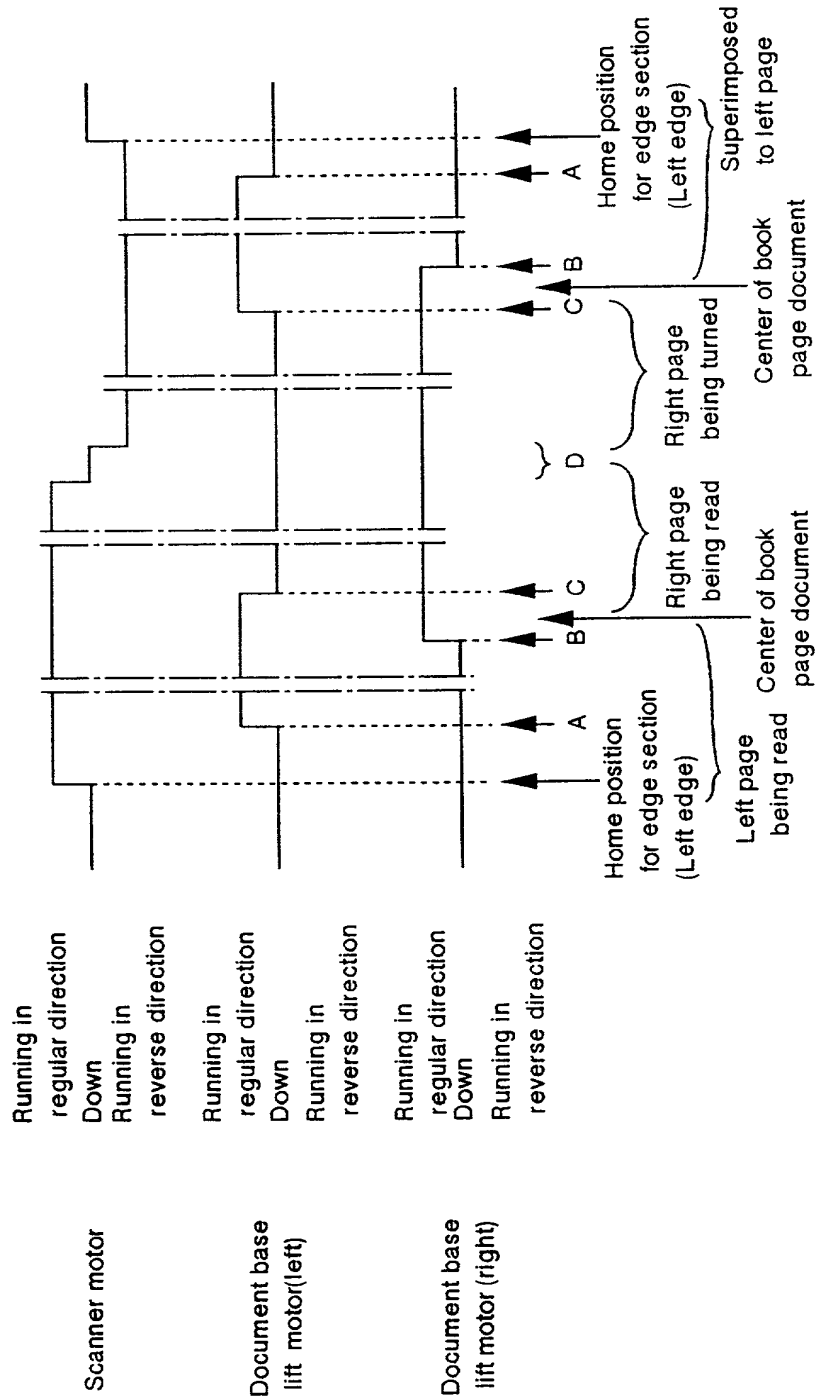 Scanner motor
Running in
regular direction
Down
Running in
reverse direction
Document base
lift motor(left)
Running in
regular direction
Down
Running in
reverse direction
Document base
lift motor (right)
Running in
regular direction
Down
Running in
reverse direction
A
B
C
D
C
B
A
Home position
for edge section
(Left edge)
Left page
being read
Center of book
page document
Right page
being read
Right page
being turned
Center of book
page document
Home position
for edge section
(Left edge)
Superimposed
to left page